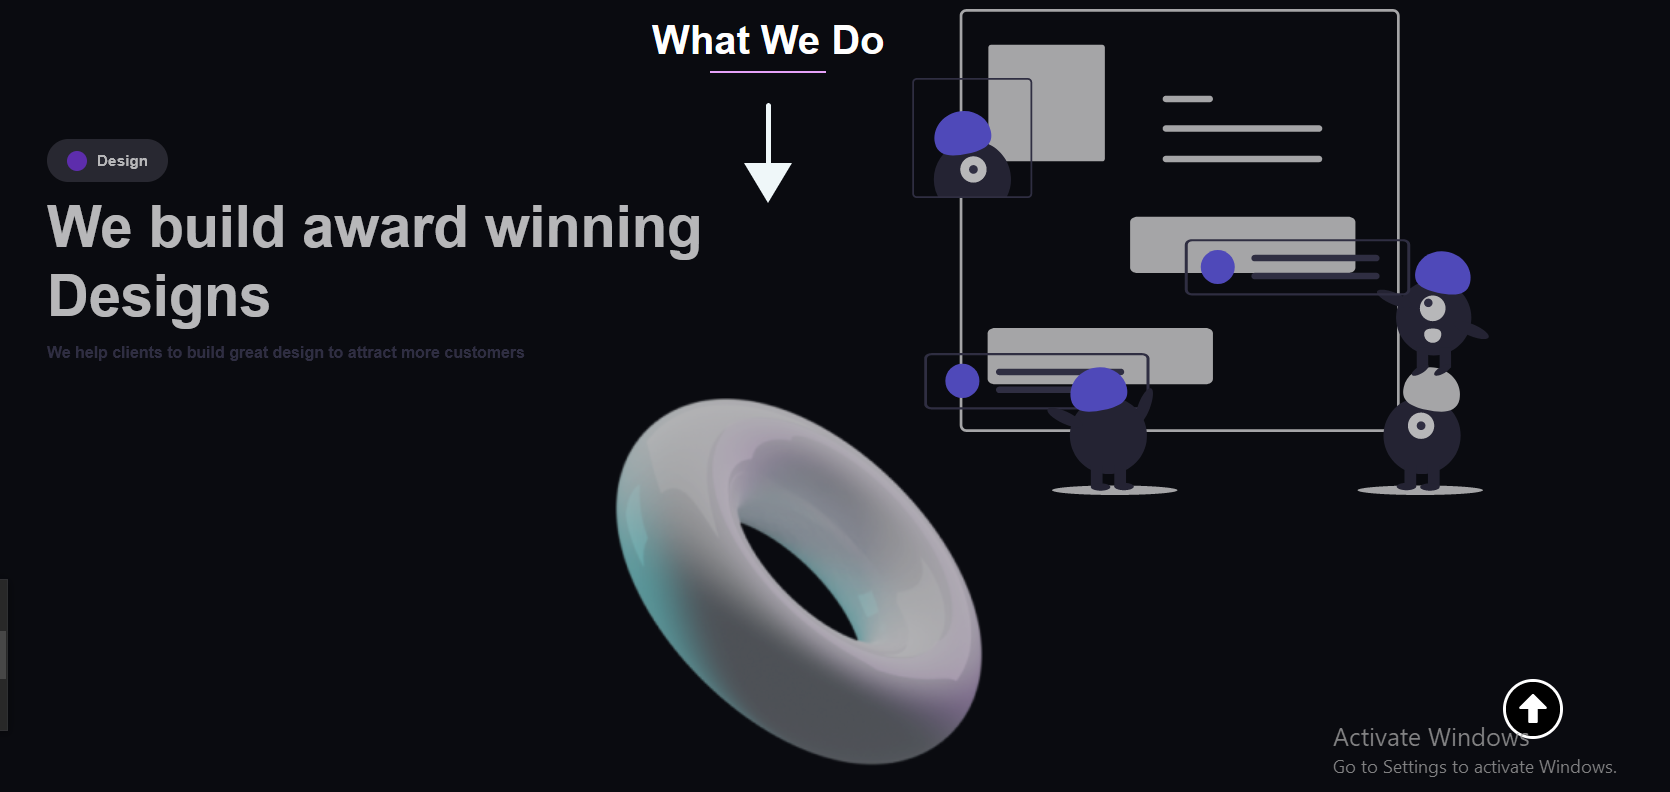 What We Do
Design
We build award winning
Designs
We help clients to build great design to attract more customers
Activate Windows
Go to Settings to activate Windows.